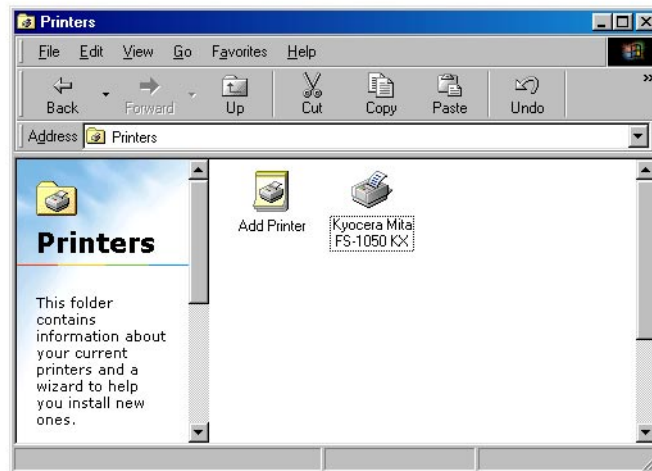 Printers
File Edit View Go Favorites Help
Back Forward Up Cut Copy Paste Undo »
Address Printers
Printers
This folder
contains
information about
your current
printers and a
wizard to help
you install new
ones.
Add Printer
Kyocera Mita
FS-1050 KX